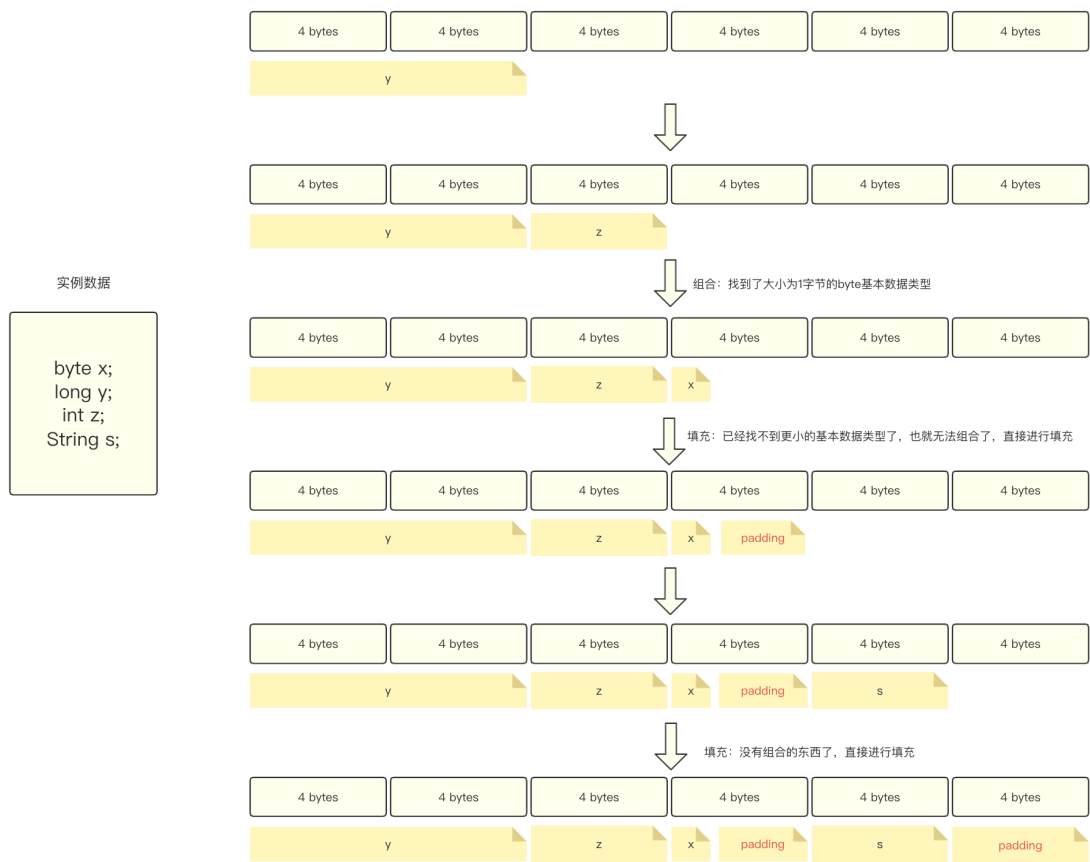 4 bytes 4 bytes 4 bytes 4 bytes 4 bytes 4 bytes
y
4 bytes 4 bytes 4 bytes 4 bytes 4 bytes 4 bytes
y z
实例数据
byte x;
long y;
int z;
String s;
组合：找到了大小为1字节的byte基本数据类型
4 bytes 4 bytes 4 bytes 4 bytes 4 bytes 4 bytes
y z x
填充：已经找不到更小的基本数据类型了，也就无法组合了，直接进行填充
4 bytes 4 bytes 4 bytes 4 bytes 4 bytes 4 bytes
y z x padding
4 bytes 4 bytes 4 bytes 4 bytes 4 bytes 4 bytes
y z x padding s
填充：没有组合的东西了，直接进行填充
4 bytes 4 bytes 4 bytes 4 bytes 4 bytes 4 bytes
y z x padding s padding